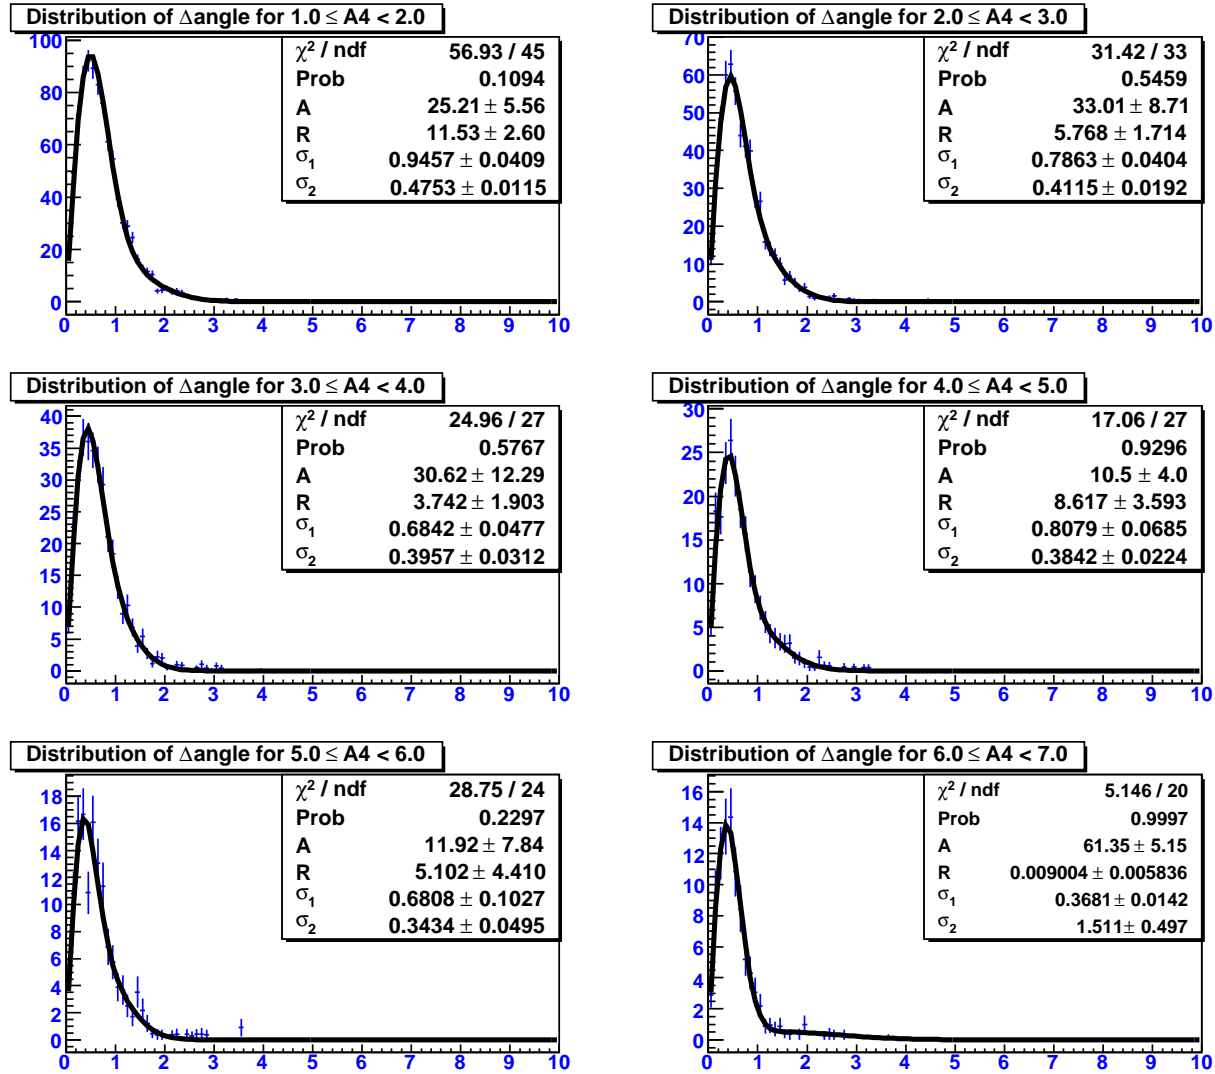 Distribution of Δangle for 1.0 ≤ A4 < 2.0
χ² / ndf 56.93 / 45
Prob 0.1094
A 25.21 ± 5.56
R 11.53 ± 2.60
σ₁ 0.9457 ± 0.0409
σ₂ 0.4753 ± 0.0115
100
80
60
40
20
0
0 1 2 3 4 5 6 7 8 9 10
Distribution of Δangle for 2.0 ≤ A4 < 3.0
χ² / ndf 31.42 / 33
Prob 0.5459
A 33.01 ± 8.71
R 5.768 ± 1.714
σ₁ 0.7863 ± 0.0404
σ₂ 0.4115 ± 0.0192
70
60
50
40
30
20
10
0
0 1 2 3 4 5 6 7 8 9 10
Distribution of Δangle for 3.0 ≤ A4 < 4.0
χ² / ndf 24.96 / 27
Prob 0.5767
A 30.62 ± 12.29
R 3.742 ± 1.903
σ₁ 0.6842 ± 0.0477
σ₂ 0.3957 ± 0.0312
40
35
30
25
20
15
10
5
0
0 1 2 3 4 5 6 7 8 9 10
Distribution of Δangle for 4.0 ≤ A4 < 5.0
χ² / ndf 17.06 / 27
Prob 0.9296
A 10.5 ± 4.0
R 8.617 ± 3.593
σ₁ 0.8079 ± 0.0685
σ₂ 0.3842 ± 0.0224
30
25
20
15
10
5
0
0 1 2 3 4 5 6 7 8 9 10
Distribution of Δangle for 5.0 ≤ A4 < 6.0
χ² / ndf 28.75 / 24
Prob 0.2297
A 11.92 ± 7.84
R 5.102 ± 4.410
σ₁ 0.6808 ± 0.1027
σ₂ 0.3434 ± 0.0495
18
16
14
12
10
8
6
4
2
0
0 1 2 3 4 5 6 7 8 9 10
Distribution of Δangle for 6.0 ≤ A4 < 7.0
χ² / ndf 5.146 / 20
Prob 0.9997
A 61.35 ± 5.15
R 0.009004 ± 0.005836
σ₁ 0.3681 ± 0.0142
σ₂ 1.511 ± 0.497
16
14
12
10
8
6
4
2
0
0 1 2 3 4 5 6 7 8 9 10